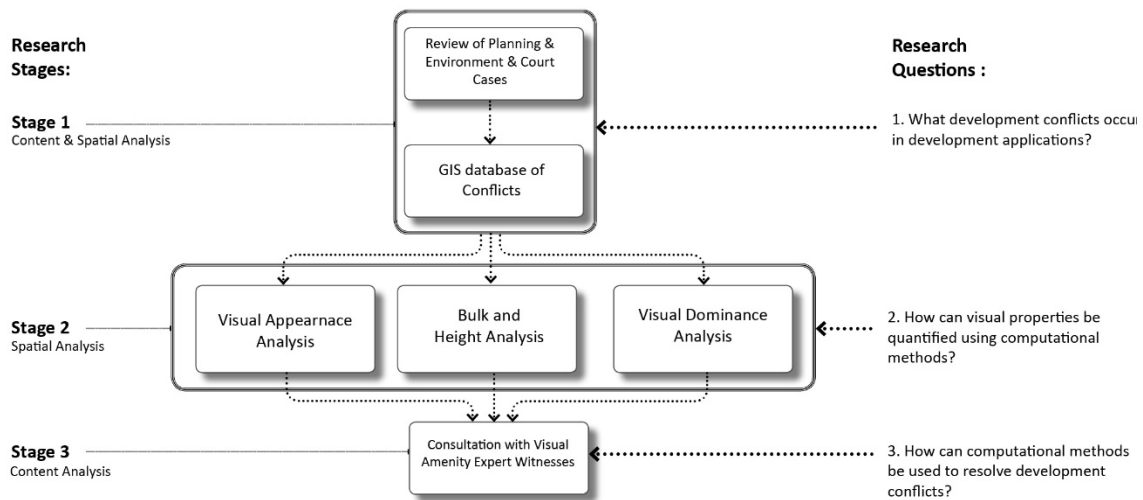 Research
Stages:
Review of Planning &
Environment & Court
Cases
Research
Questions :
Stage 1
Content & Spatial Analysis
1. What development conflicts occur
in development applications?
GIS database of
Conflicts
Stage 2
Spatial Analysis
Visual Appearnace
Analysis
Bulk and
Height Analysis
Visual Dominance
Analysis
2. How can visual properties be
quantified using computational
methods?
Stage 3
Content Analysis
Consultation with Visual
Amenity Expert Witnesses
3. How can computational methods
be used to resolve development
conflicts?